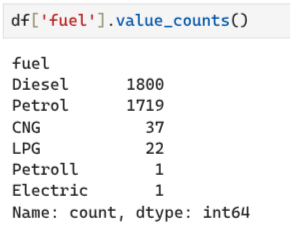 df['fuel'].value_counts()
fuel
Diesel 1800
Petrol 1719
CNG 37
LPG 22
Petroll 1
Electric 1
Name: count, dtype: int64